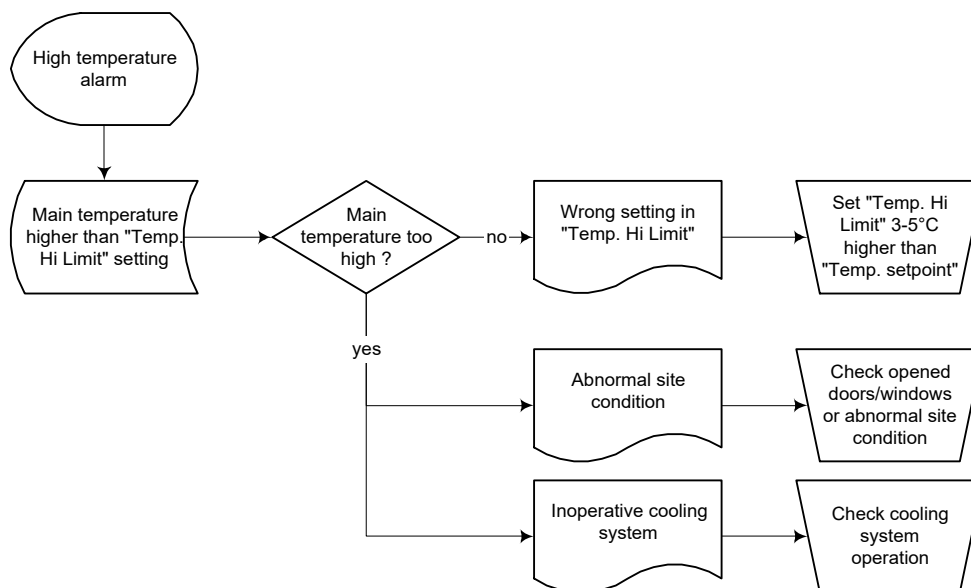 High temperature
alarm
Main temperature
higher than "Temp.
Hi Limit" setting
Main
temperature too
high ?
no
Wrong setting in
"Temp. Hi Limit"
Set "Temp. Hi
Limit" 3-5°C
higher than
"Temp. setpoint"
yes
Abnormal site
condition
Check opened
doors/windows
or abnormal site
condition
Inoperative cooling
system
Check cooling
system
operation